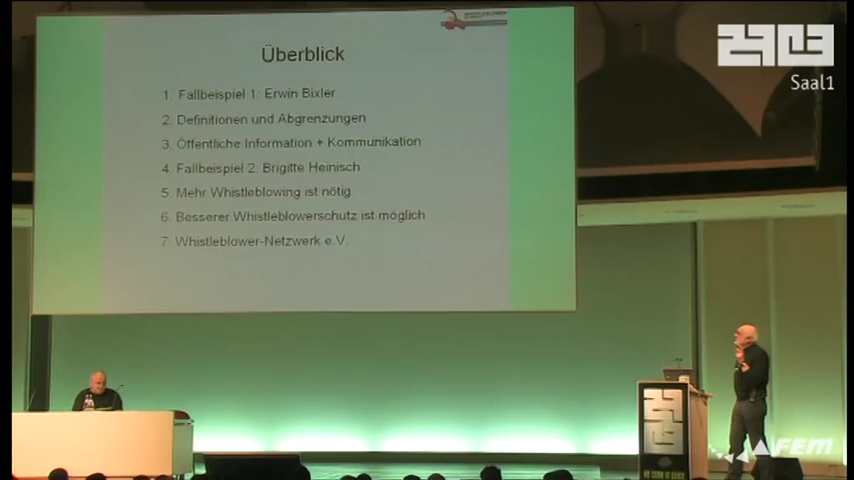 Überblick
1. Fallbeispiel 1: Erwin Bixler
2. Definitionen und Abgrenzungen
3. Öffentliche Information + Kommunikation
4. Fallbeispiel 2: Brigitte Heinisch
5. Mehr Whistleblowing ist nötig
6. Besserer Whistleblowerschutz ist möglich
7 Whistleblower-Netzwerk e.V.
29C3
Saal1
FEM